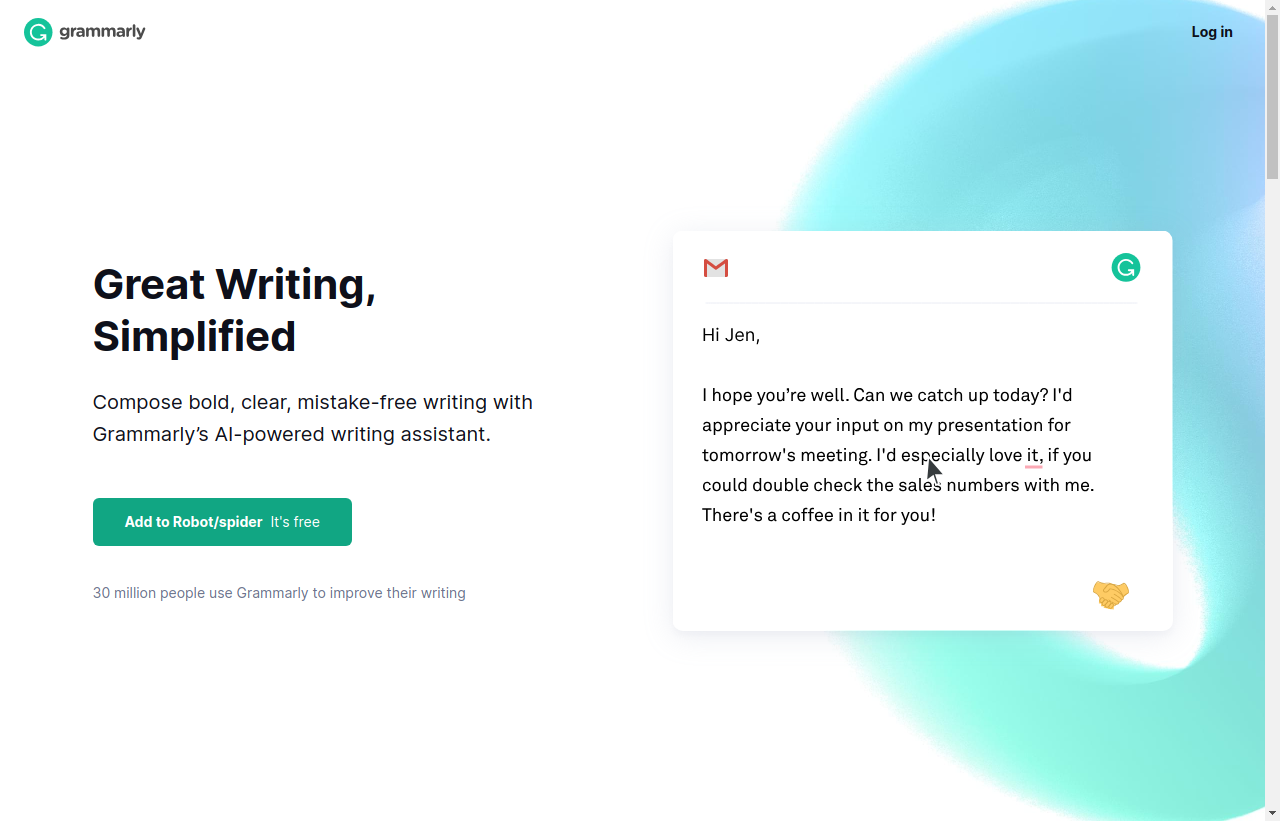 grammarly
Log in
Great Writing,
Simplified
Compose bold, clear, mistake-free writing with
Grammarly’s AI-powered writing assistant.
Add to Robot/spider It's free
30 million people use Grammarly to improve their writing
Hi Jen,
I hope you’re well. Can we catch up today? I'd
appreciate your input on my presentation for
tomorrow's meeting. I'd especially love it, if you
could double check the sales numbers with me.
There's a coffee in it for you!